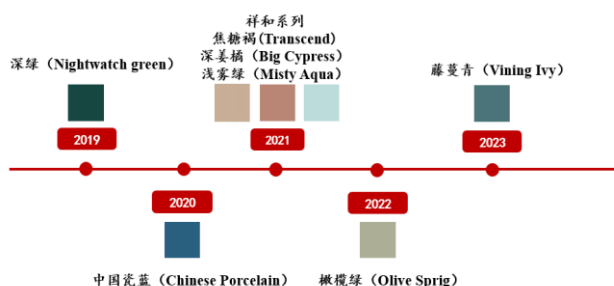 祥和系列
焦糖褐(Transcend)
深姜橘（Big Cypress）
浅雾绿（Misty Aqua）
深绿（Nightwatch green）
藤蔓青（Vining Ivy）
2019
2021
2023
2020
2022
中国瓷蓝（Chinese Porcelain）
橄榄绿（Olive Sprig）